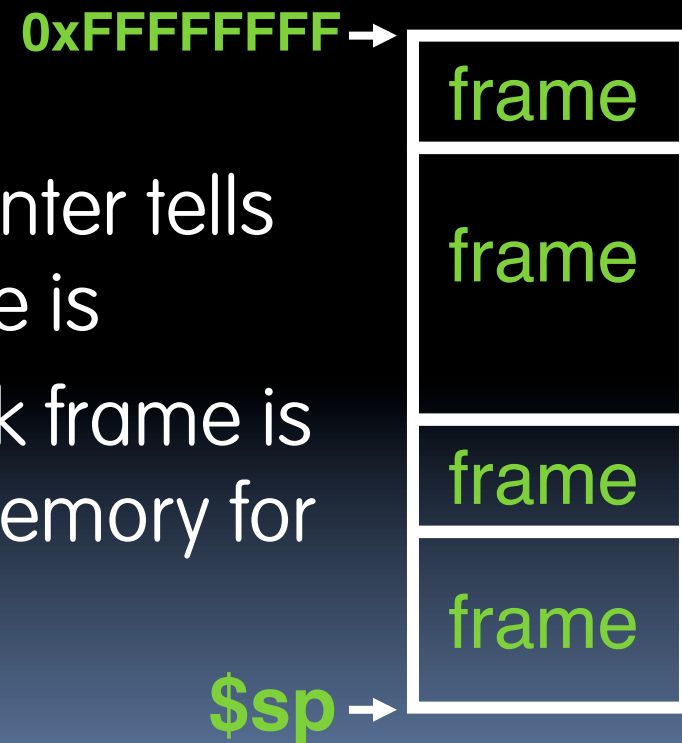 0xFFFFFFFF
frame
nter tells
frame
e is
k frame is
frame
emory for
frame
$sp